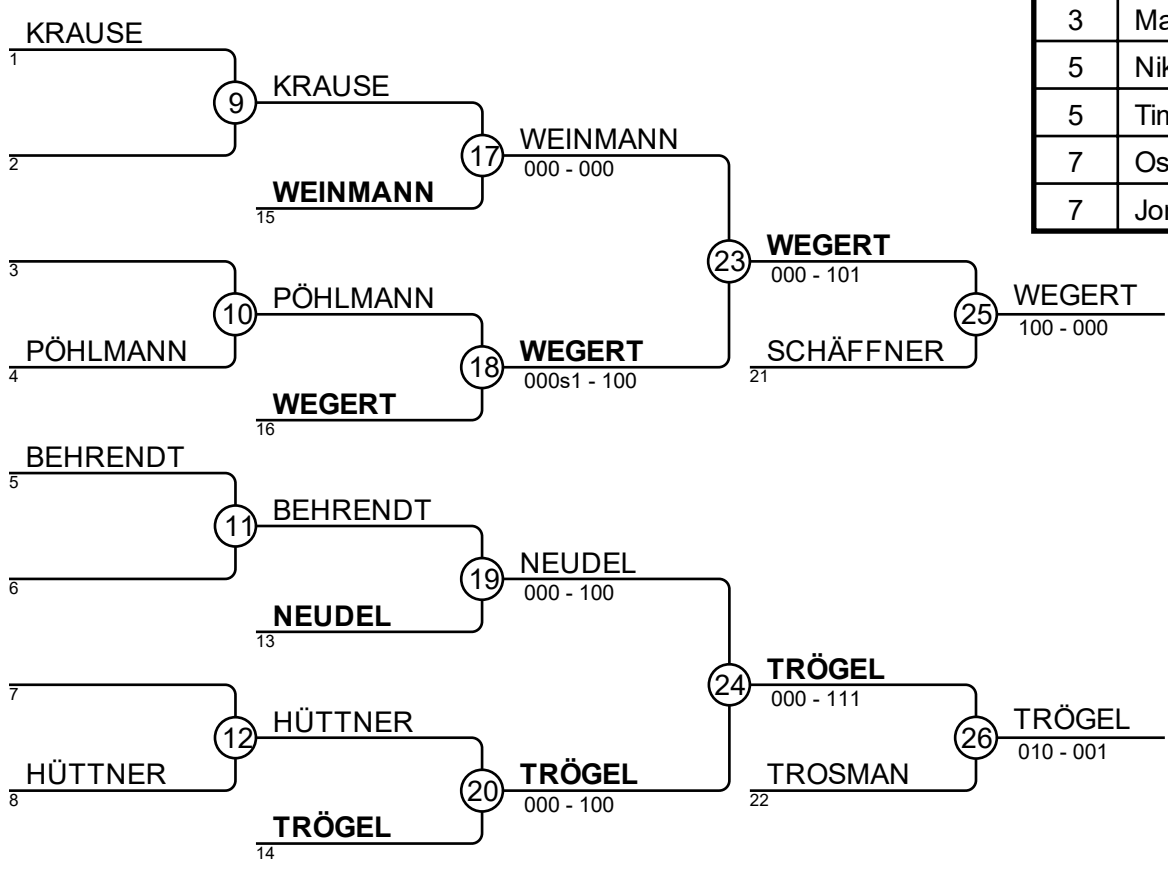 KRAUSE
1
9
KRAUSE
2
17
WEINMANN
000 - 000
WEINMANN
15
3
10
PÖHLMANN
PÖHLMANN
4
18
WEGERT
000s1 - 100
WEGERT
16
23
WEGERT
000 - 101
SCHÄFFNER
21
25
WEGERT
100 - 000
BEHRENDT
5
11
BEHRENDT
6
19
NEUDEL
000 - 100
NEUDEL
13
7
12
HÜTTNER
HÜTTNER
8
20
TRÖGEL
000 - 100
TRÖGEL
14
24
TRÖGEL
000 - 111
TROSMAN
22
26
TRÖGEL
010 - 001
3
5
5
7
7